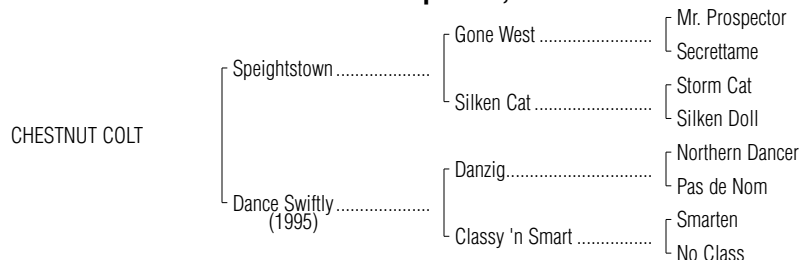 Mr. Prospector
Gone West ....................
Secrettame
Speightstown ....................
Storm Cat
Silken Cat ......................
Silken Doll
CHESTNUT COLT
Northern Dancer
Danzig...........................
Pas de Nom
Dance Swiftly ....................
(1995)
Smarten
Classy 'n Smart ................
No Class